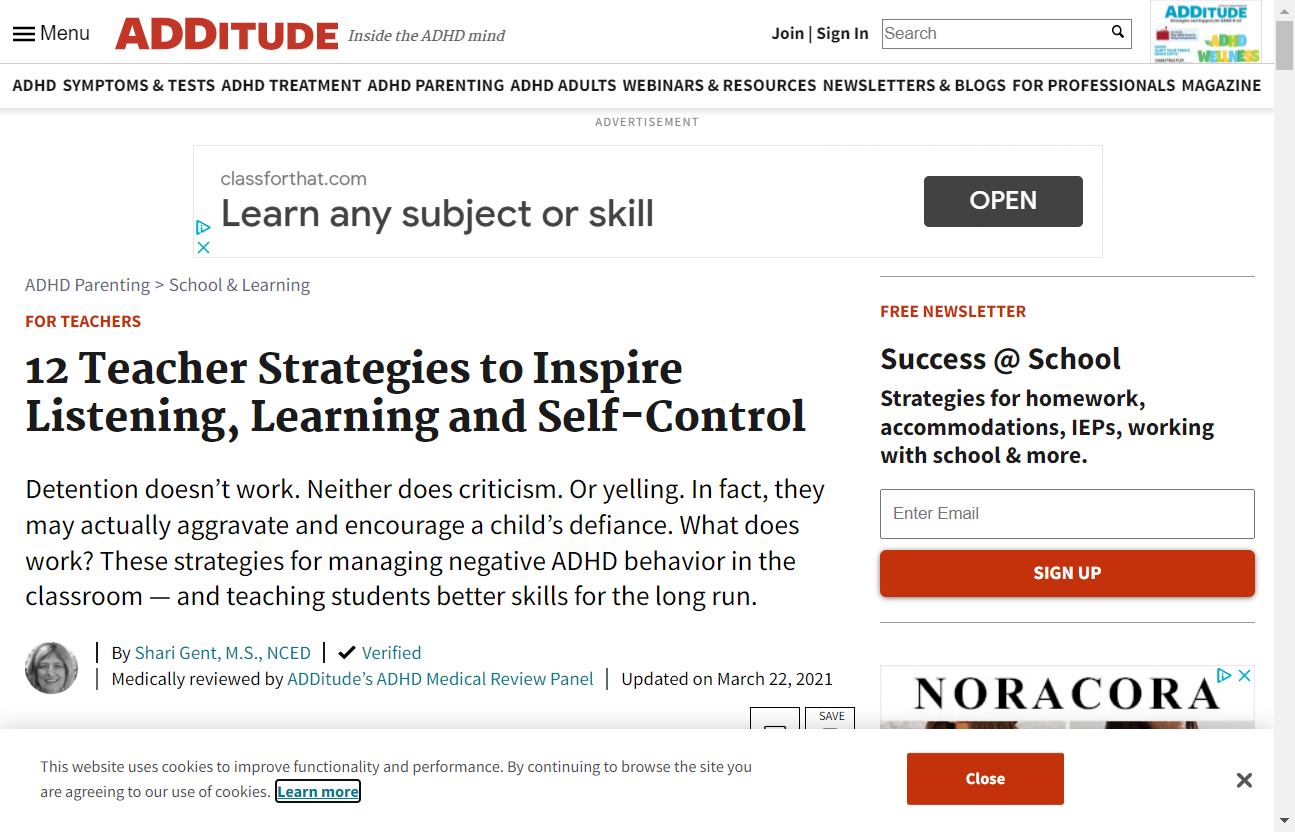 Menu
ADDITUDE
Inside the ADHD mind
Join | Sign In
Search
ADDITUDE
ADHD
WELLNESS
ADHD SYMPTOMS & TESTS ADHD TREATMENT ADHD PARENTING ADHD ADULTS WEBINARS & RESOURCES NEWSLETTERS & BLOGS FOR PROFESSIONALS MAGAZINE
ADVERTISEMENT
classforthat.com
Learn any subject or skill
OPEN
ADHD Parenting > School & Learning
FOR TEACHERS
12 Teacher Strategies to Inspire
Listening, Learning and Self-Control
Detention doesn’t work. Neither does criticism. Or yelling. In fact, they
may actually aggravate and encourage a child’s defiance. What does
work? These strategies for managing negative ADHD behavior in the
classroom — and teaching students better skills for the long run.
By Shari Gent, M.S., NCED | Verified
Medically reviewed by ADDitude’s ADHD Medical Review Panel | Updated on March 22, 2021
SAVE
FREE NEWSLETTER
Success @ School
Strategies for homework,
accommodations, IEPs, working
with school & more.
Enter Email
SIGN UP
NORACORA
This website uses cookies to improve functionality and performance. By continuing to browse the site you
are agreeing to our use of cookies. Learn more
Close